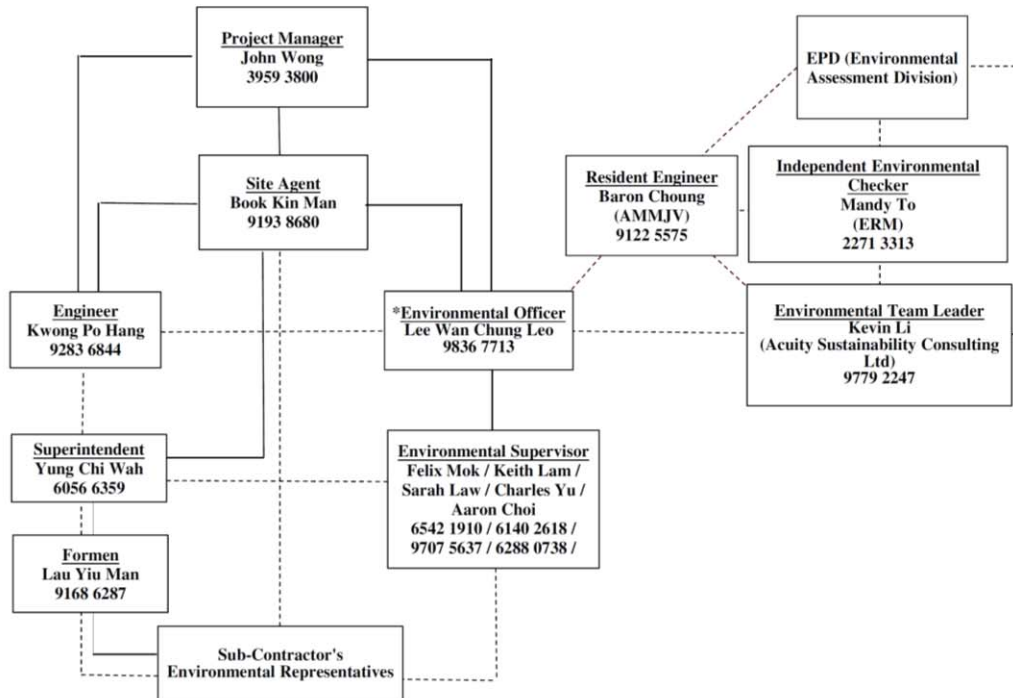 Project Manager
John Wong
3959 3800
EPD (Environmental
Assessment Division)
Site Agent
Book Kin Man
9193 8680
Resident Engineer
Baron Choung
(AMMJV)
9122 5575
Independent Environmental
Checker
Mandy To
(ERM)
2271 3313
Engineer
Kwong Po Hang
9283 6844
*Environmental Officer
Lee Wan Chung Leo
9836 7713
Environmental Team Leader
Kevin Li
(Acuity Sustainability Consulting
Ltd)
9779 2247
Superintendent
Yung Chi Wah
6056 6359
Environmental Supervisor
Felix Mok / Keith Lam /
Sarah Law / Charles Yu /
Aaron Choi
6542 1910 / 6140 2618 /
9707 5637 / 6288 0738 /
Formen
Lau Yiu Man
9168 6287
Sub-Contractor's
Environmental Representatives